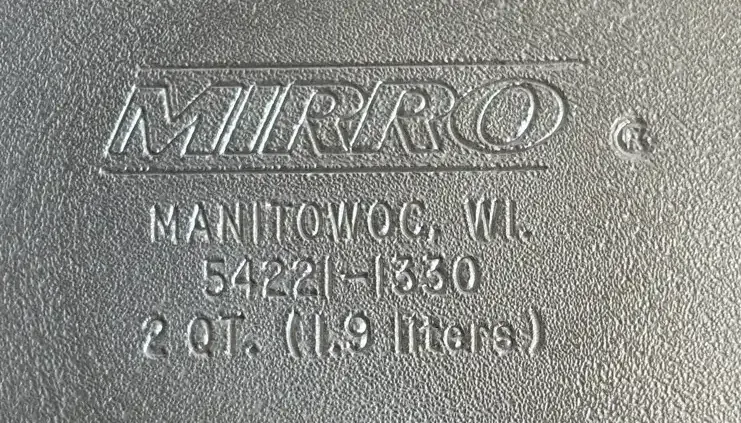 MIRRO ®
MANITOWOC, WI.
54221-1330
2 QT. (1.9 liters)